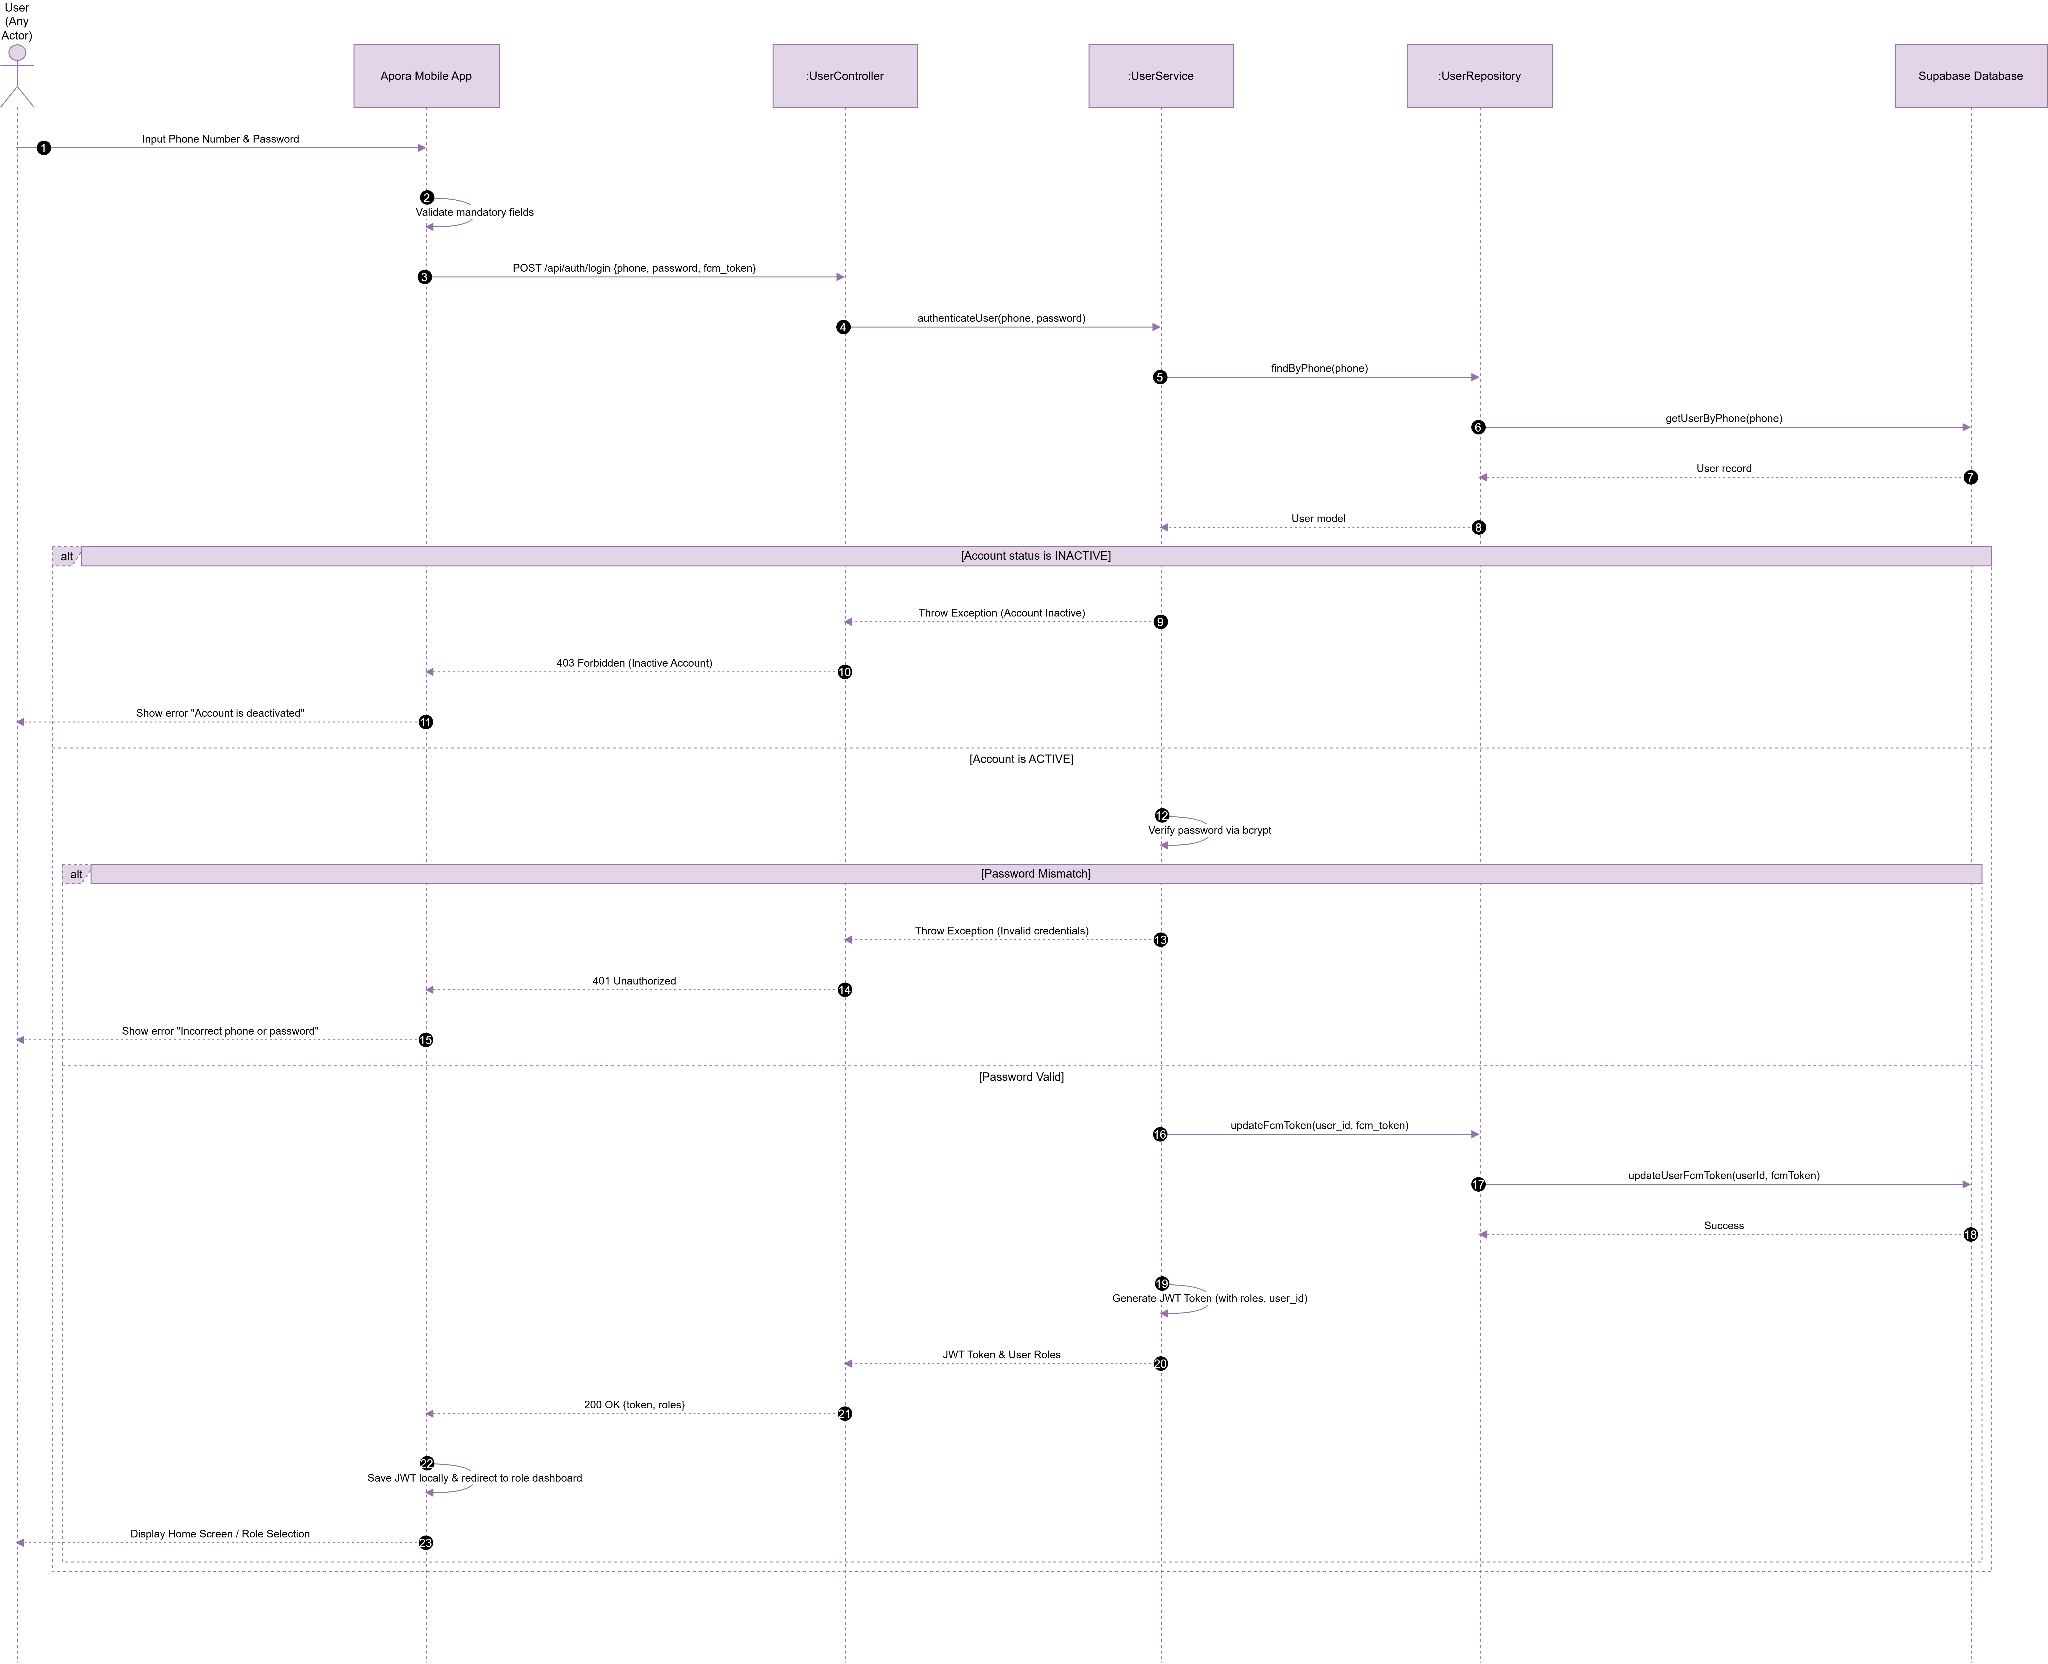 User
(Any
Actor)
Apora Mobile App
:UserController
:UserService
:UserRepository
Supabase Database
1
Input Phone Number & Password
2
Validate mandatory fields
3
POST /api/auth/login {phone, password, fcm_token}
4
authenticateUser(phone, password)
5
findByPhone(phone)
6
getUserByPhone(phone)
User record
7
User model
8
alt
[Account status is INACTIVE]
Throw Exception (Account Inactive)
9
403 Forbidden (Inactive Account)
10
Show error "Account is deactivated"
11
[Account is ACTIVE]
12
Verify password via bcrypt
alt
[Password Mismatch]
Throw Exception (Invalid credentials)
13
401 Unauthorized
14
Show error "Incorrect phone or password"
15
[Password Valid]
16
updateFcmToken(user_id, fcm_token)
17
updateUserFcmToken(userId, fcmToken)
Success
18
19
Generate JWT Token (with roles, user_id)
JWT Token & User Roles
20
200 OK {token, roles}
21
22
Save JWT locally & redirect to role dashboard
Display Home Screen / Role Selection
23